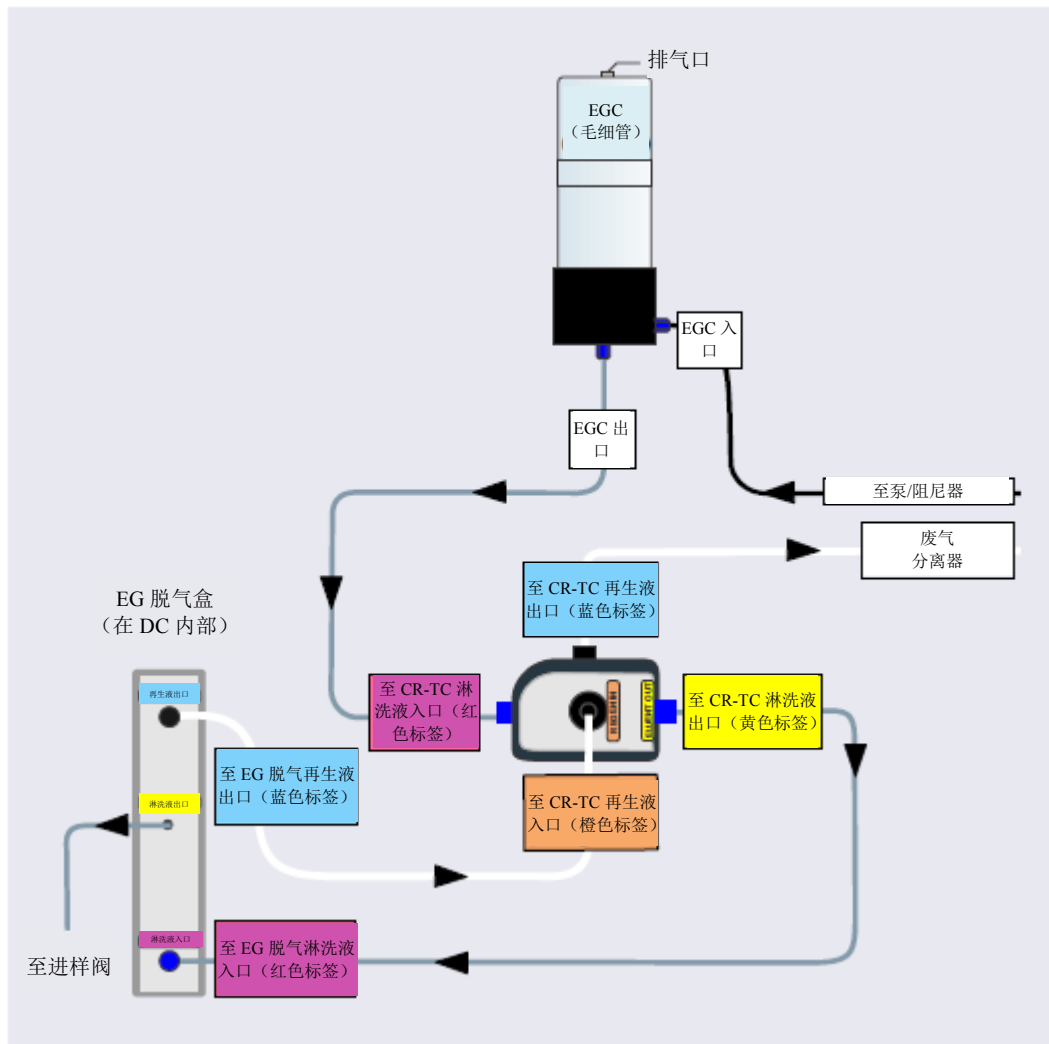 排气口
EGC
（毛细管）
EGC 入
口
EGC 出
口
至泵/阻尼器
废气
分离器
至 CR-TC 再生液
出口（蓝色标签）
EG 脱气盒
（在 DC 内部）
再生液出口
至 CR-TC 淋
洗液入口（红
色标签）
REGEN IN
ELUENT OUT
至 CR-TC 淋洗液
出口（黄色标签）
至 EG 脱气再生液
出口（蓝色标签）
至 CR-TC 再生液
入口（橙色标签）
淋洗液出口
淋洗液入口
至 EG 脱气淋洗液
入口（红色标签）
至进样阀